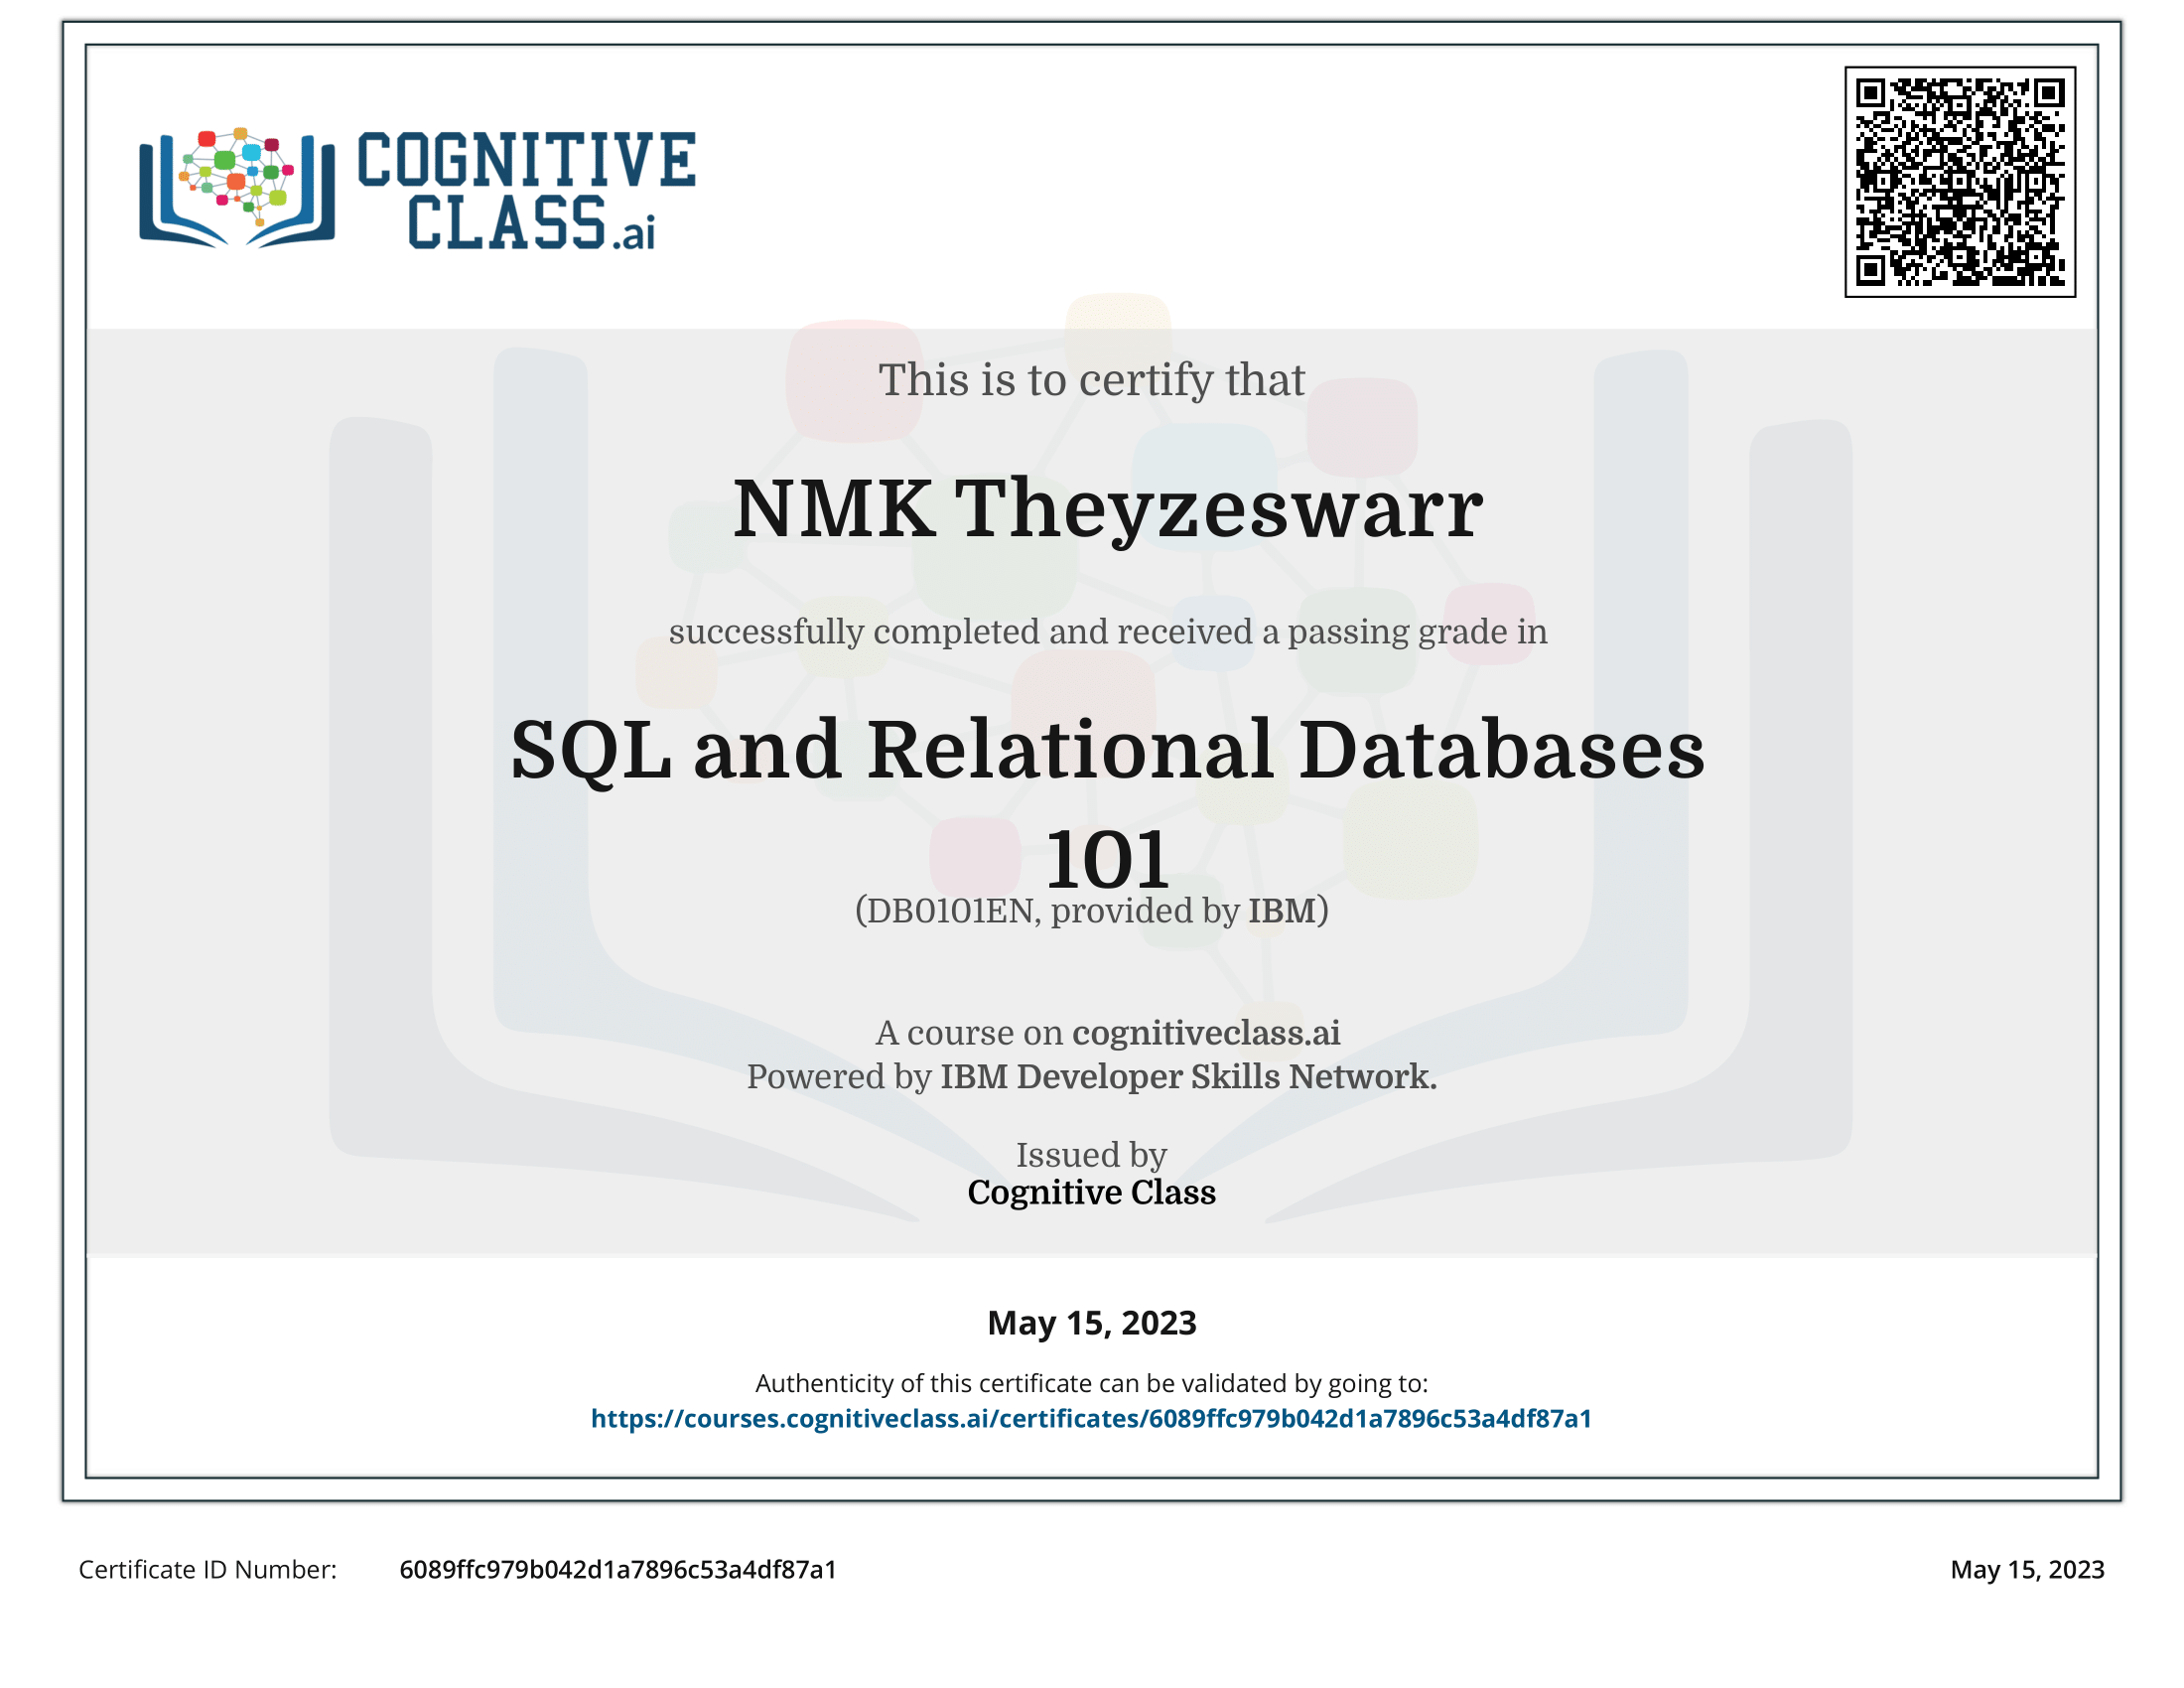 COGNITIVE
CLASS.ai
This is to certify that
NMK Theyzeswarr
successfully completed and received a passing grade in
SQL and Relational Databases
101
(DB0101EN, provided by IBM)
A course on cognitiveclass.ai
Powered by IBM Developer Skills Network.
Issued by
Cognitive Class
May 15, 2023
Authenticity of this certificate can be validated by going to:
https://courses.cognitiveclass.ai/certificates/6089ffc979b042d1a7896c53a4df87a1
Certificate ID Number: 6089ffc979b042d1a7896c53a4df87a1 May 15, 2023